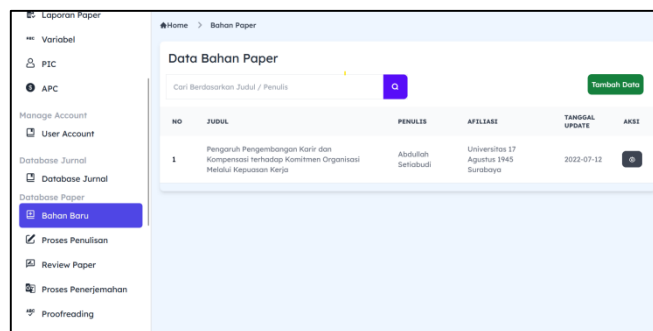 Laporan Paper
Variabel
PIC
APC
Manage Account
User Account
Database Jurnal
Database Jurnal
Database Paper
Bahan Baru
Proses Penulisan
Review Paper
Proses Penerjemahan
Proofreading
Home > Bahan Paper
Data Bahan Paper
Cari Berdasarkan Judul / Penulis
Tambah Data
NO JUDUL PENULIS AFILIASI TANGGAL UPDATE AKSI
1 Pengaruh Pengembangan Karir dan
Kompensasi terhadap Komitmen Organisasi
Melalui Kepuasan Kerja
Abdullah
Setiabudi
Universitas 17
Agustus 1945
Surabaya
2022-07-12